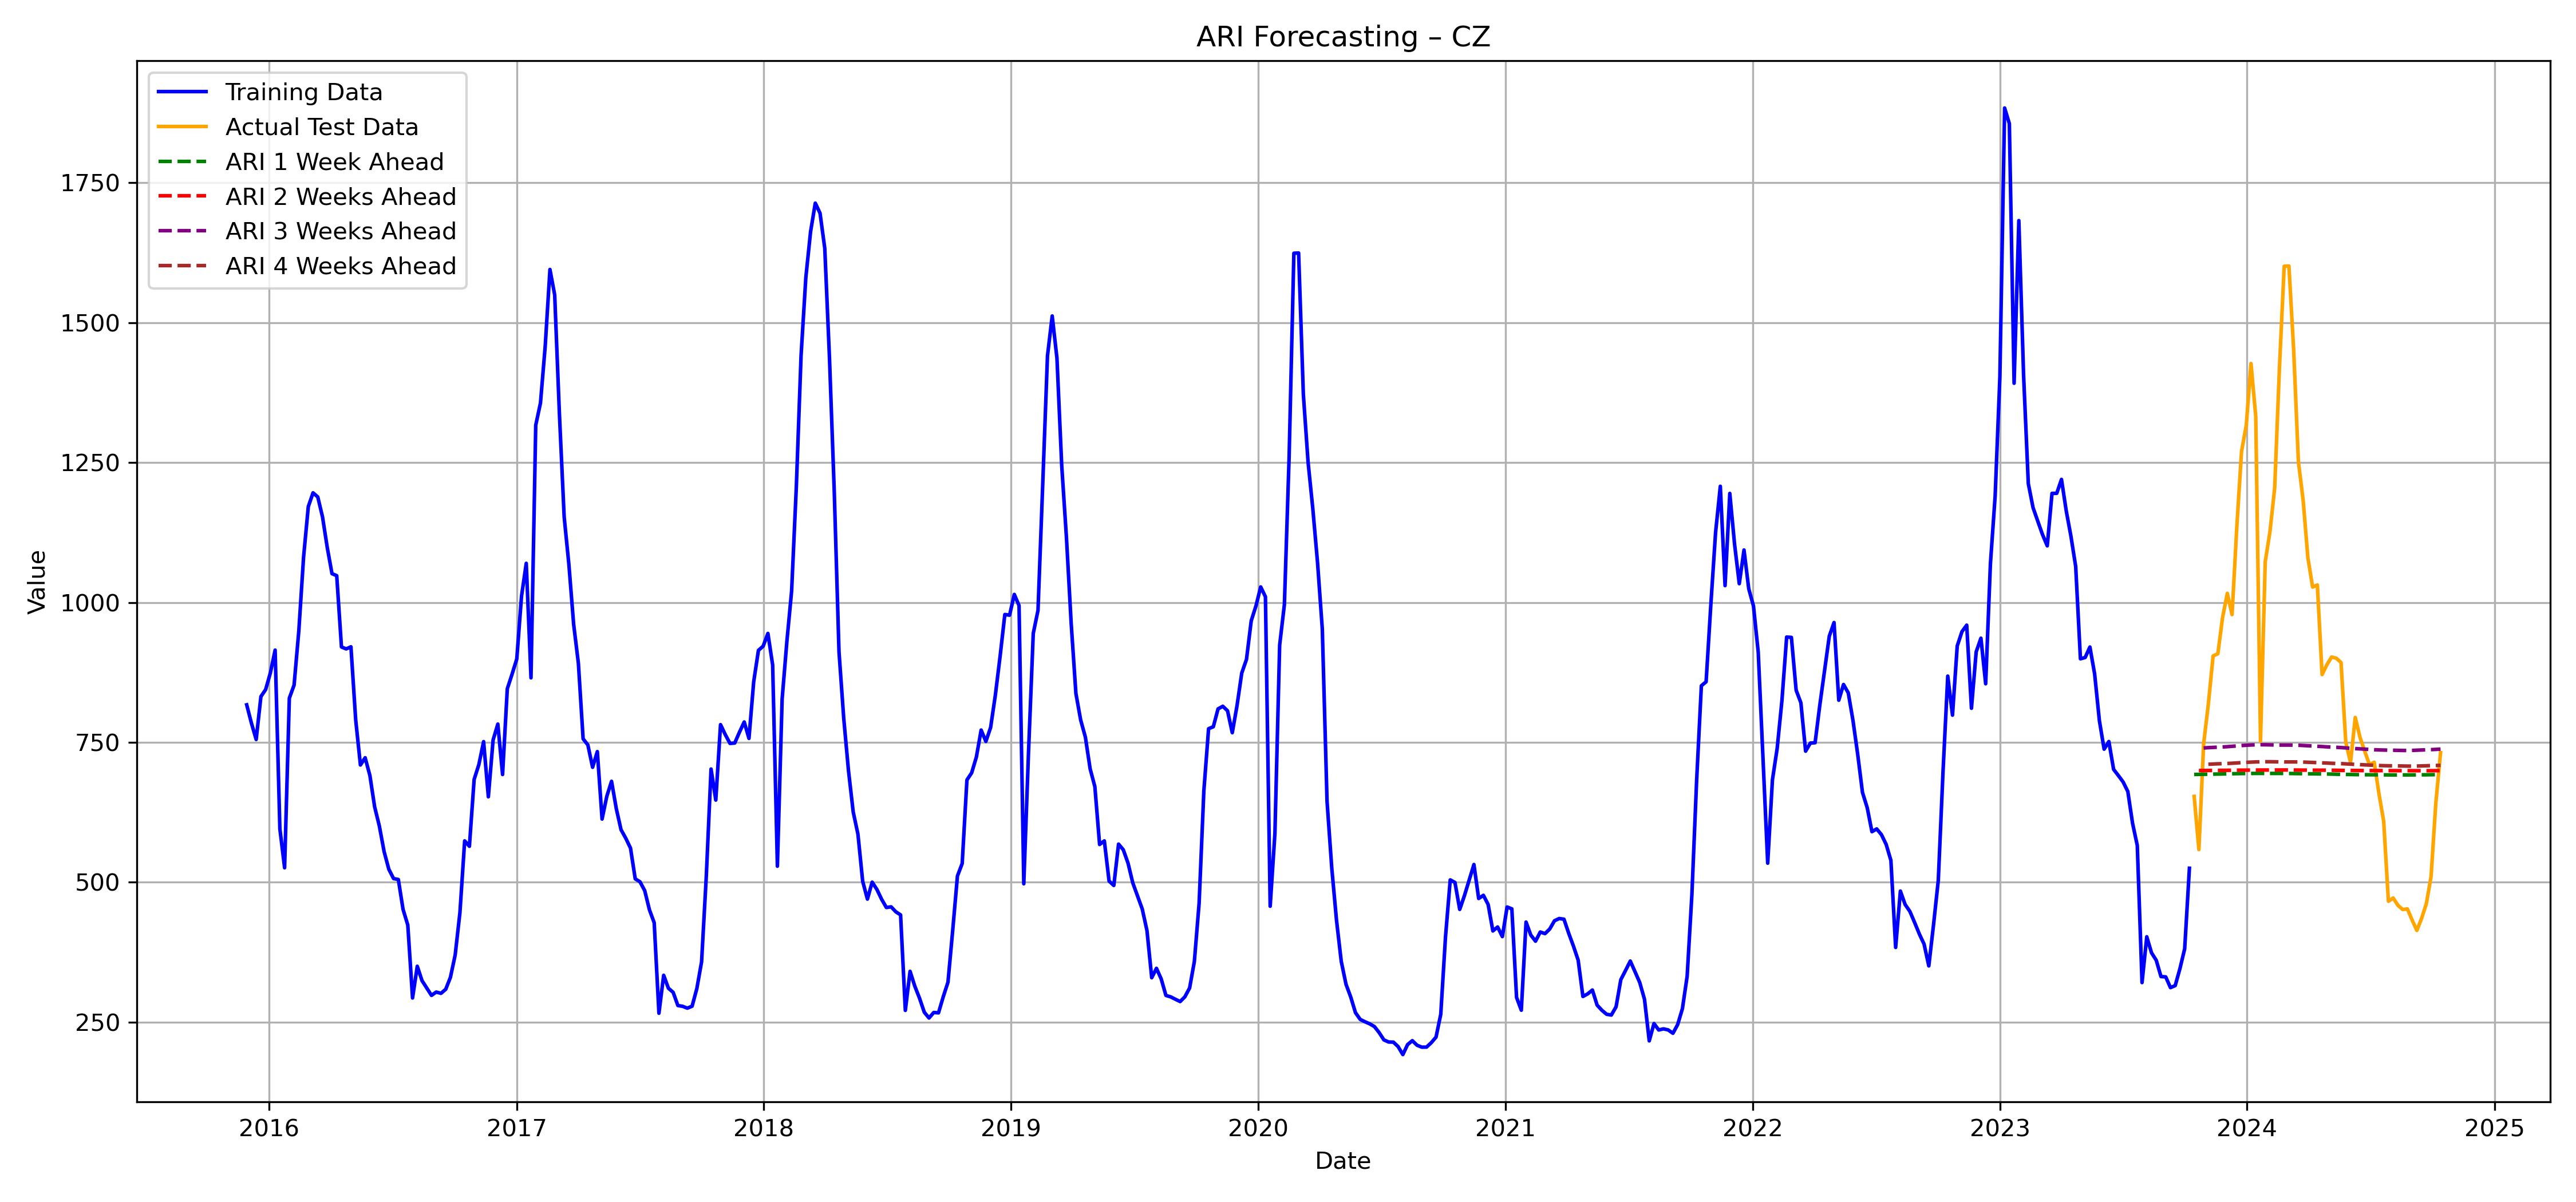 ARI Forecasting – CZ
Training Data
Actual Test Data
ARI 1 Week Ahead
ARI 2 Weeks Ahead
ARI 3 Weeks Ahead
ARI 4 Weeks Ahead
Value
1750
1500
1250
1000
750
500
250
2016 2017 2018 2019 2020 2021 2022 2023 2024 2025
Date